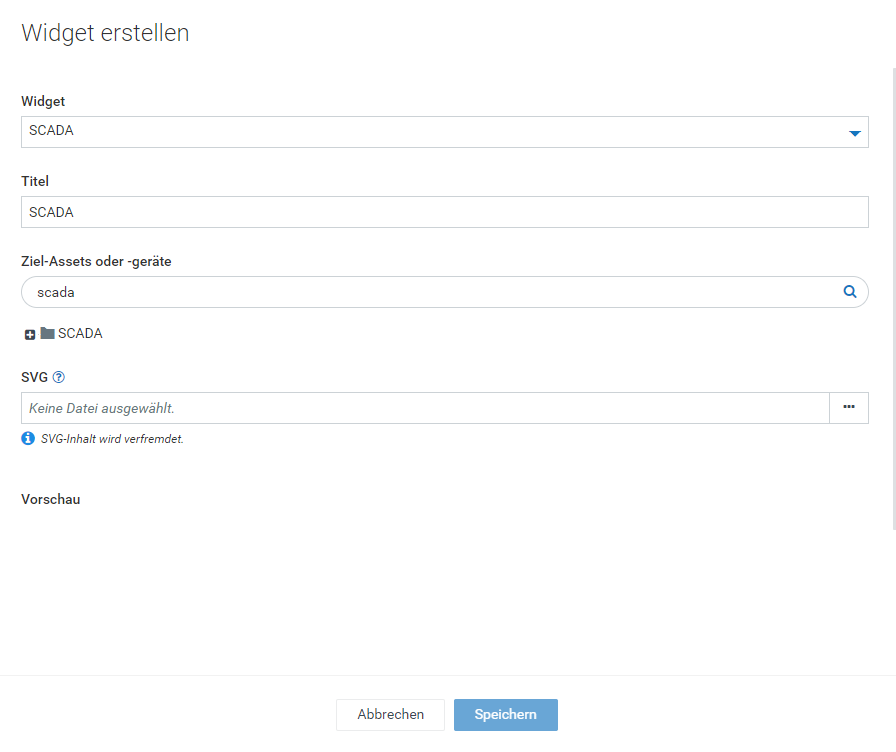 Widget erstellen
Widget
SCADA
Titel
SCADA
Ziel-Assets oder -geräte
scada
SCADA
SVG
Keine Datei ausgewählt.
SVG-Inhalt wird verfremdet.
Vorschau
Abbrechen Speichern